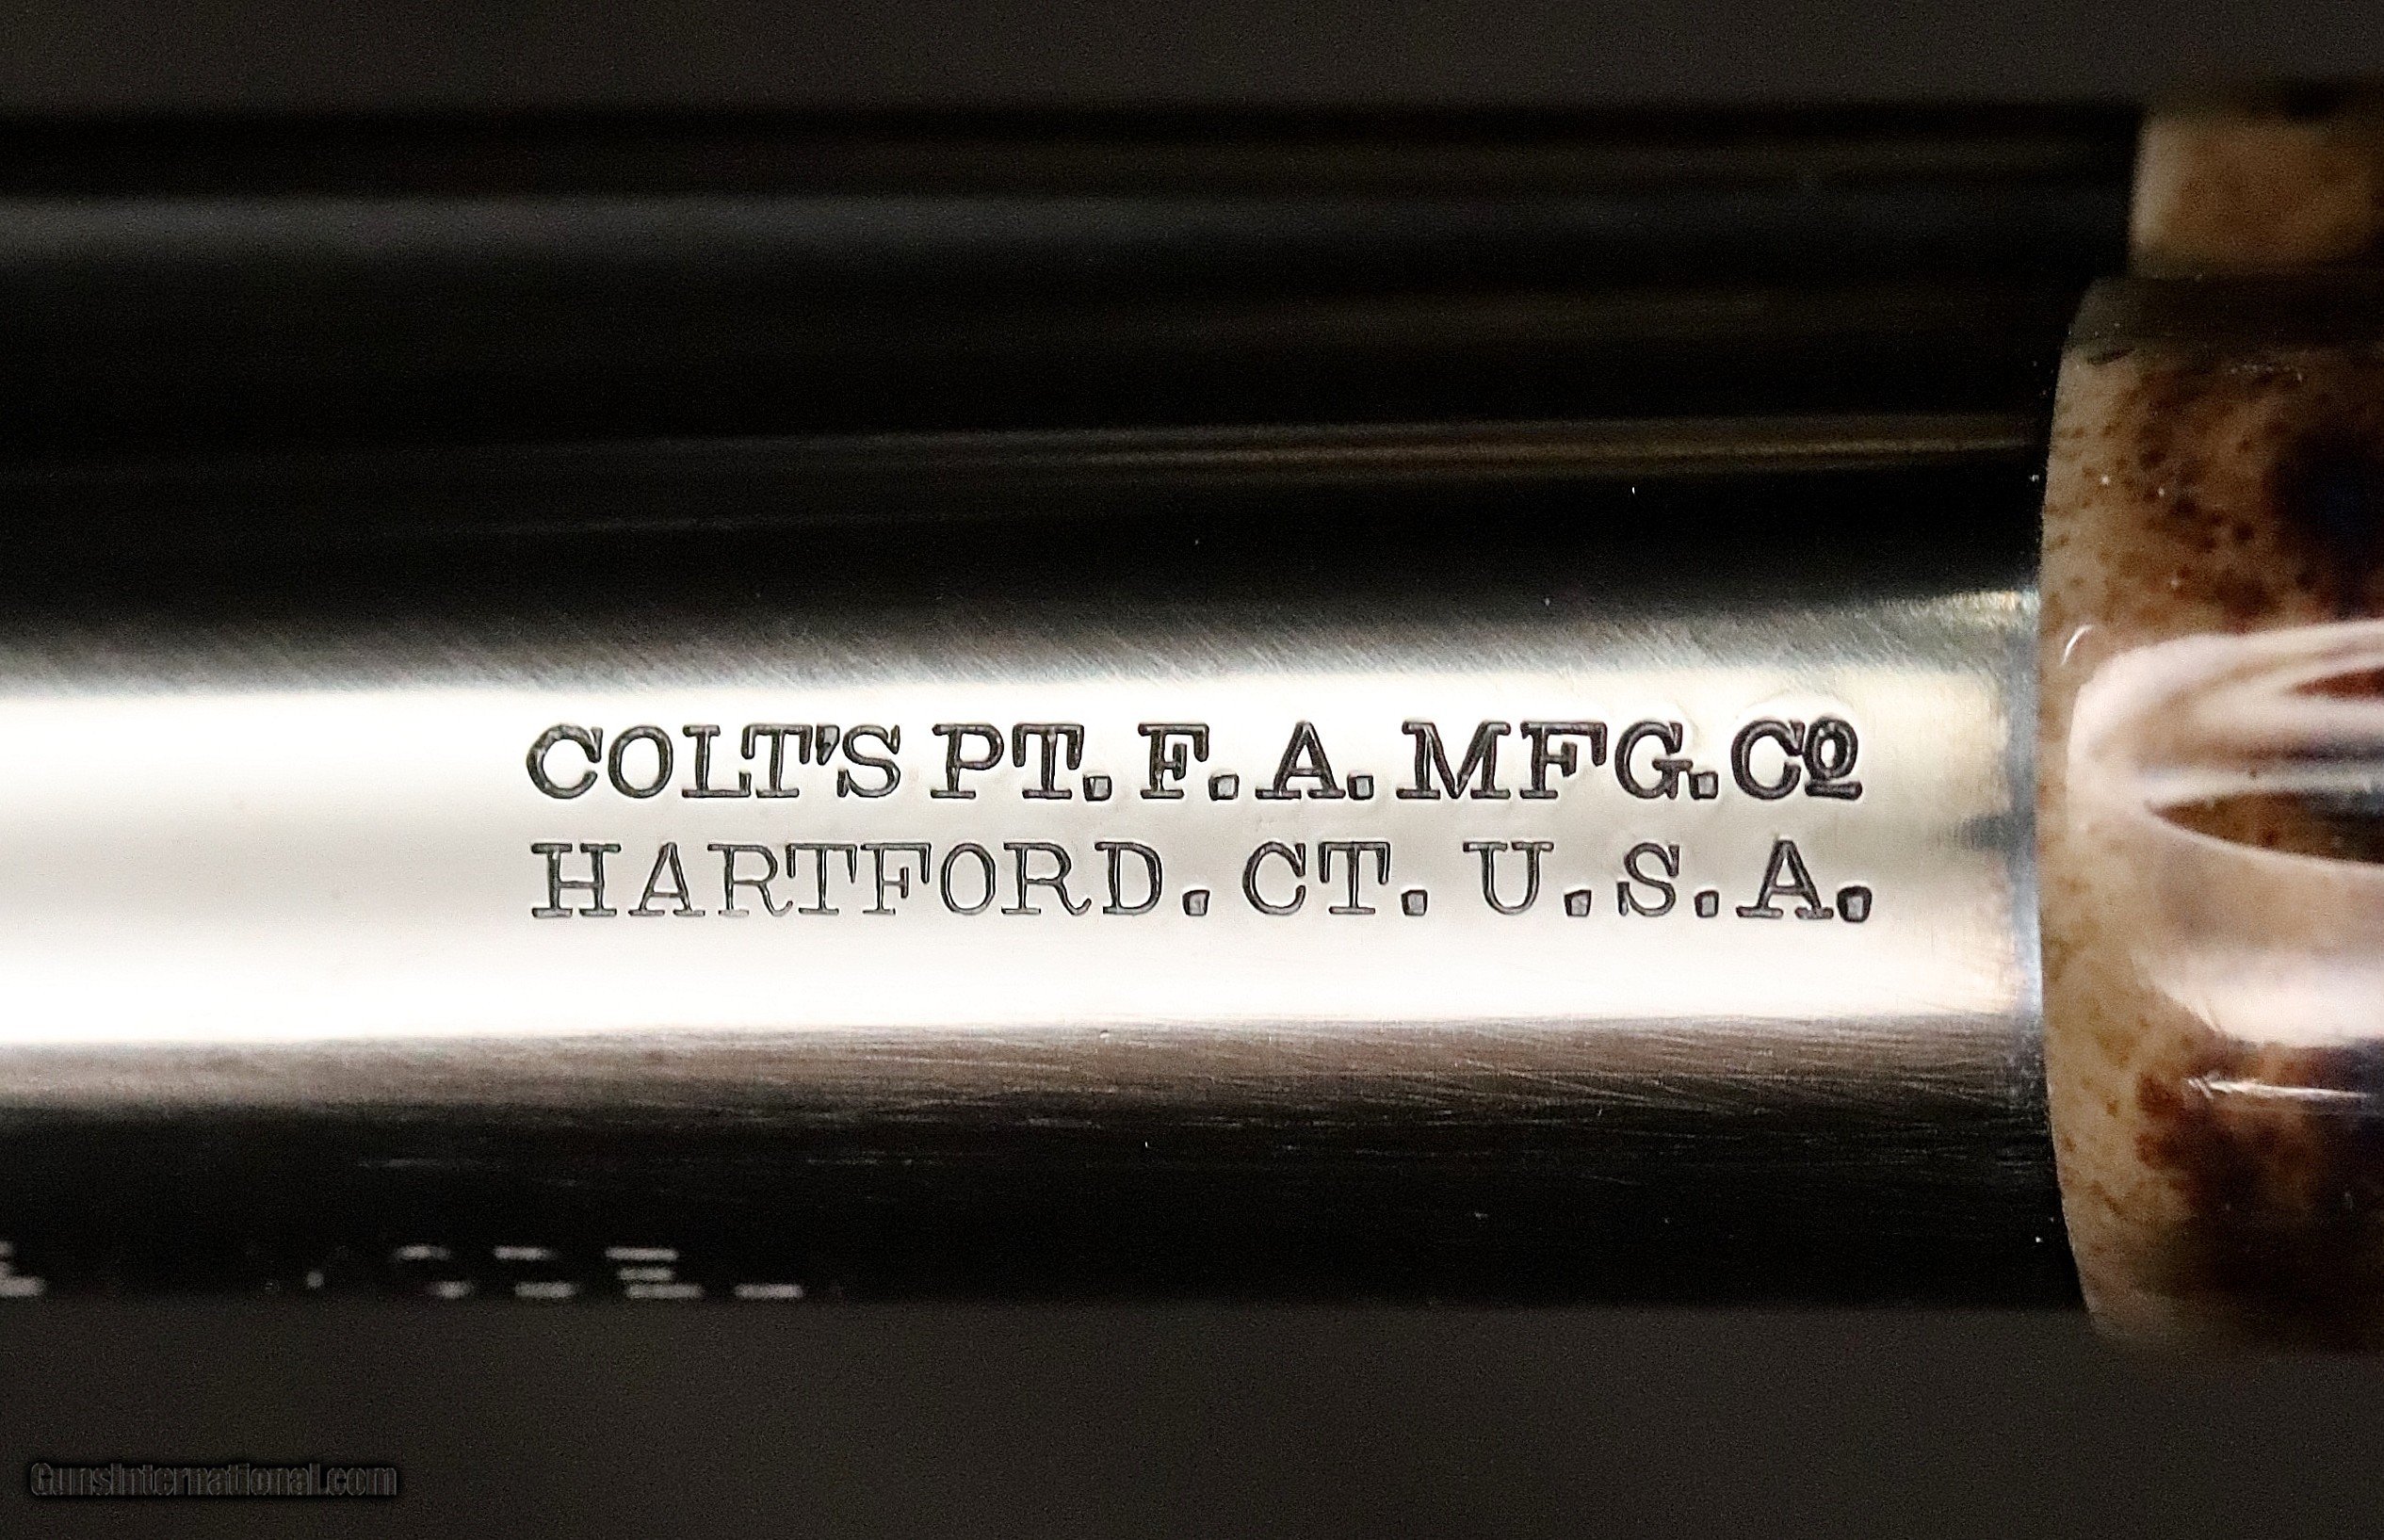 COLT'S PT. F. A. MFG. Cº
HARTFORD. CT. U.S.A.
GunsInternational.com